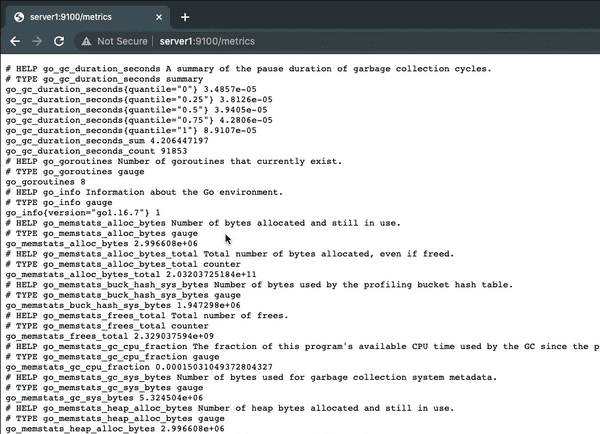 server1:9100/metrics
Not Secure | server1:9100/metrics
# HELP go_gc_duration_seconds A summary of the pause duration of garbage collection cycles.
# TYPE go_gc_duration_seconds summary
go_gc_duration_seconds{quantile="0"} 3.4857e-05
go_gc_duration_seconds{quantile="0.25"} 3.8126e-05
go_gc_duration_seconds{quantile="0.5"} 3.9405e-05
go_gc_duration_seconds{quantile="0.75"} 4.2806e-05
go_gc_duration_seconds{quantile="1"} 8.9107e-05
go_gc_duration_seconds_sum 4.206447197
go_gc_duration_seconds_count 91853
# HELP go_goroutines Number of goroutines that currently exist.
# TYPE go_goroutines gauge
go_goroutines 8
# HELP go_info Information about the Go environment.
# TYPE go_info gauge
go_info{version="go1.16.7"} 1
# HELP go_memstats_alloc_bytes Number of bytes allocated and still in use.
# TYPE go_memstats_alloc_bytes gauge
go_memstats_alloc_bytes 2.996608e+06
# HELP go_memstats_alloc_bytes_total Total number of bytes allocated, even if freed.
# TYPE go_memstats_alloc_bytes_total counter
go_memstats_alloc_bytes_total 2.03203725184e+11
# HELP go_memstats_buck_hash_sys_bytes Number of bytes used by the profiling bucket hash table.
# TYPE go_memstats_buck_hash_sys_bytes gauge
go_memstats_buck_hash_sys_bytes 1.947298e+06
# HELP go_memstats_frees_total Total number of frees.
# TYPE go_memstats_frees_total counter
go_memstats_frees_total 2.329037594e+09
# HELP go_memstats_gc_cpu_fraction The fraction of this program's available CPU time used by the GC since the p
# TYPE go_memstats_gc_cpu_fraction gauge
go_memstats_gc_cpu_fraction 0.00015031049372804327
# HELP go_memstats_gc_sys_bytes Number of bytes used for garbage collection system metadata.
# TYPE go_memstats_gc_sys_bytes gauge
go_memstats_gc_sys_bytes 5.324504e+06
# HELP go_memstats_heap_alloc_bytes Number of heap bytes allocated and still in use.
# TYPE go_memstats_heap_alloc_bytes gauge
go_memstats_heap_alloc_bytes 2.996608e+06